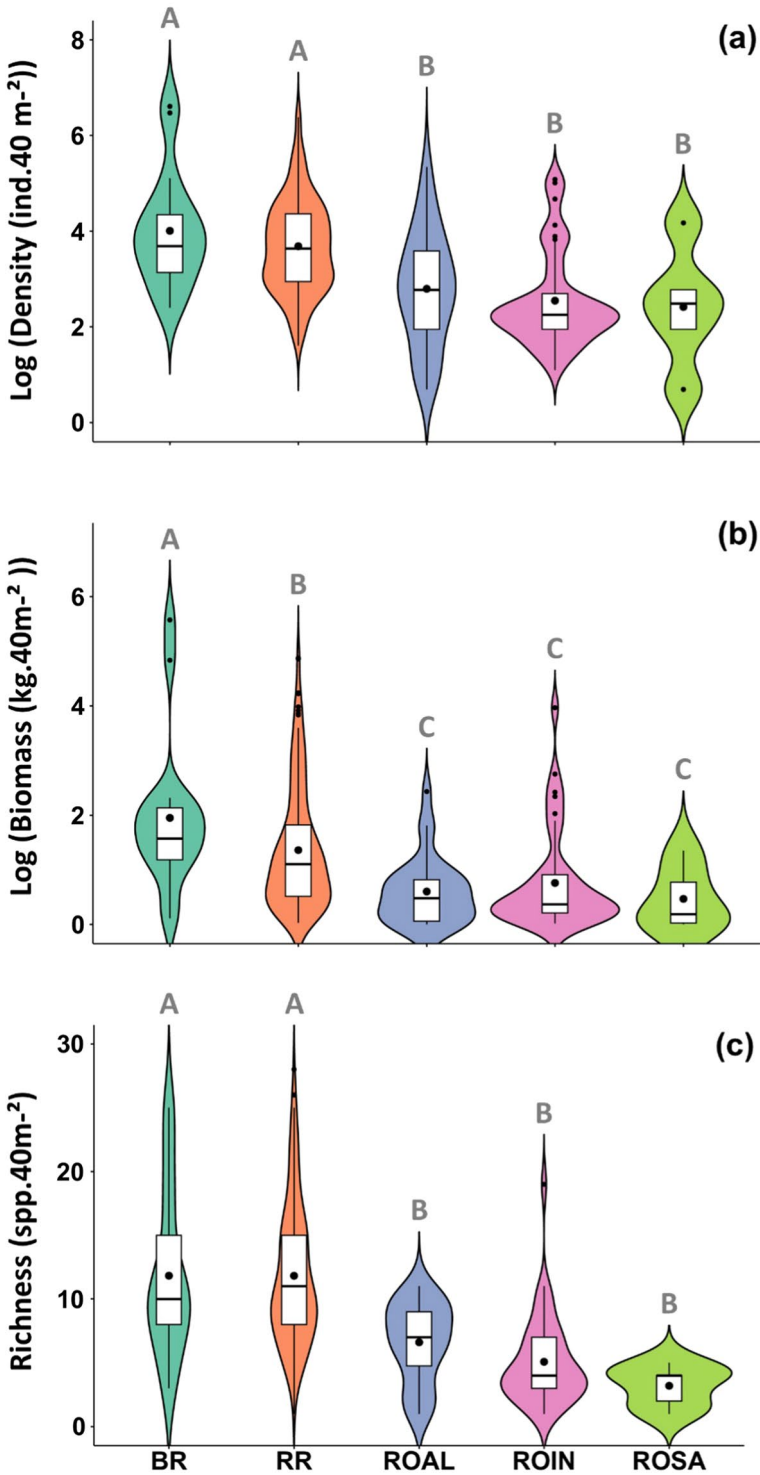 (a)
A
A
B
B
B
8
6
4
2
0
Log (Density (ind.40 m-²))
(b)
A
B
C
C
C
6
4
2
0
Log (Biomass (kg.40m-² ))
(c)
A
A
B
B
B
30
20
10
0
Richness (spp.40m-²)
BR RR ROAL ROIN ROSA